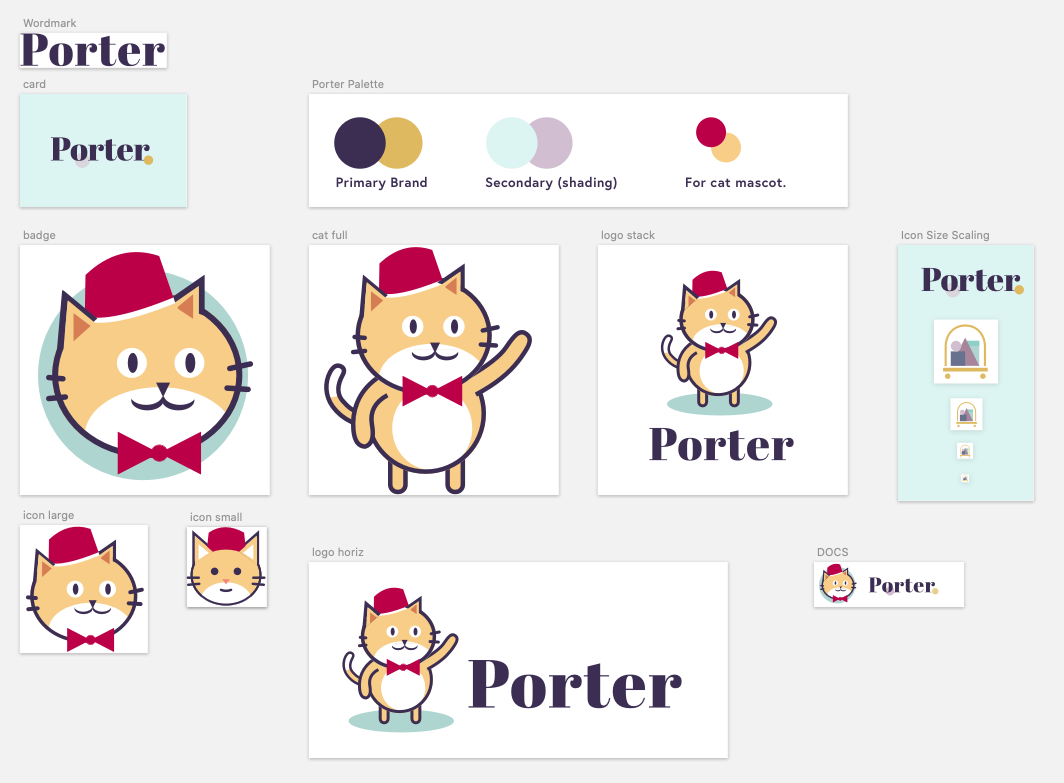 Wordmark
Porter
card
Porter
Porter Palette
Primary Brand
Secondary (shading)
For cat mascot.
badge
cat full
logo stack
Porter
Icon Size Scaling
Porter
icon large
icon small
logo horiz
Porter
DOCS
Porter